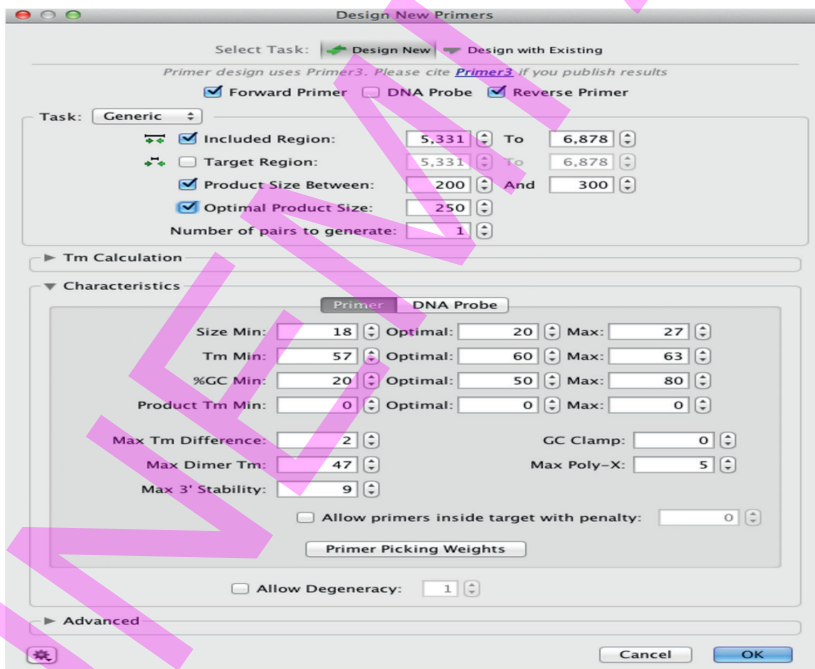 Design New Primers
Select Task: Design New Design with Existing
Primer design uses Primer3. Please cite Primer3 if you publish results
Forward Primer DNA Probe Reverse Primer
Task: Generic
Included Region: 5,331 To 6,878
Target Region: 5,331 To 6,878
Product Size Between: 200 And 300
Optimal Product Size: 250
Number of pairs to generate: 1
Tm Calculation
Characteristics
Primer DNA Probe
Size Min: 18 Optimal: 20 Max: 27
Tm Min: 57 Optimal: 60 Max: 63
%GC Min: 20 Optimal: 50 Max: 80
Product Tm Min: 0 Optimal: 0 Max: 0
Max Tm Difference: 2 GC Clamp: 0
Max Dimer Tm: 47 Max Poly-X: 5
Max 3' Stability: 9
Allow primers inside target with penalty: 0
Primer Picking Weights
Allow Degeneracy: 1
Advanced
Cancel OK